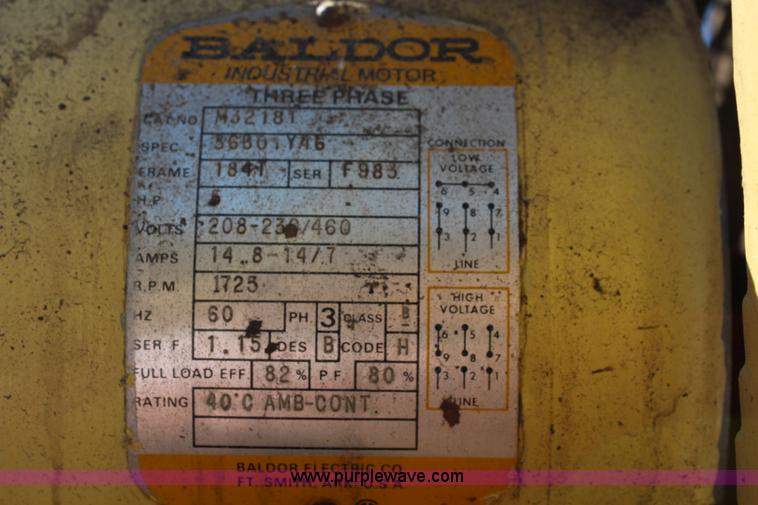 BALDOR
INDUSTRIAL MOTOR
THREE PHASE
CAT.NO M3218T
SPEC. 36B01YA6
FRAME 184T SER F983
H.P. 5
VOLTS 208-230/460
AMPS 14.8-14/7
R.P.M. 1725
HZ 60 PH. 3 CLASS B
SER.F. 1.15 DES B CODE H
FULL LOAD EFF. 82 % P.F. 80 %
RATING 40°C AMB-CONT.
CONNECTION
LOW
VOLTAGE
6 5 4
9 8 7
3 2 1
LINE
HIGH
VOLTAGE
6 5 4
9 8 7
3 2 1
LINE
BALDOR ELECTRIC CO.
www.purplewave.com
FT. SMITH, ARK. U.S.A.